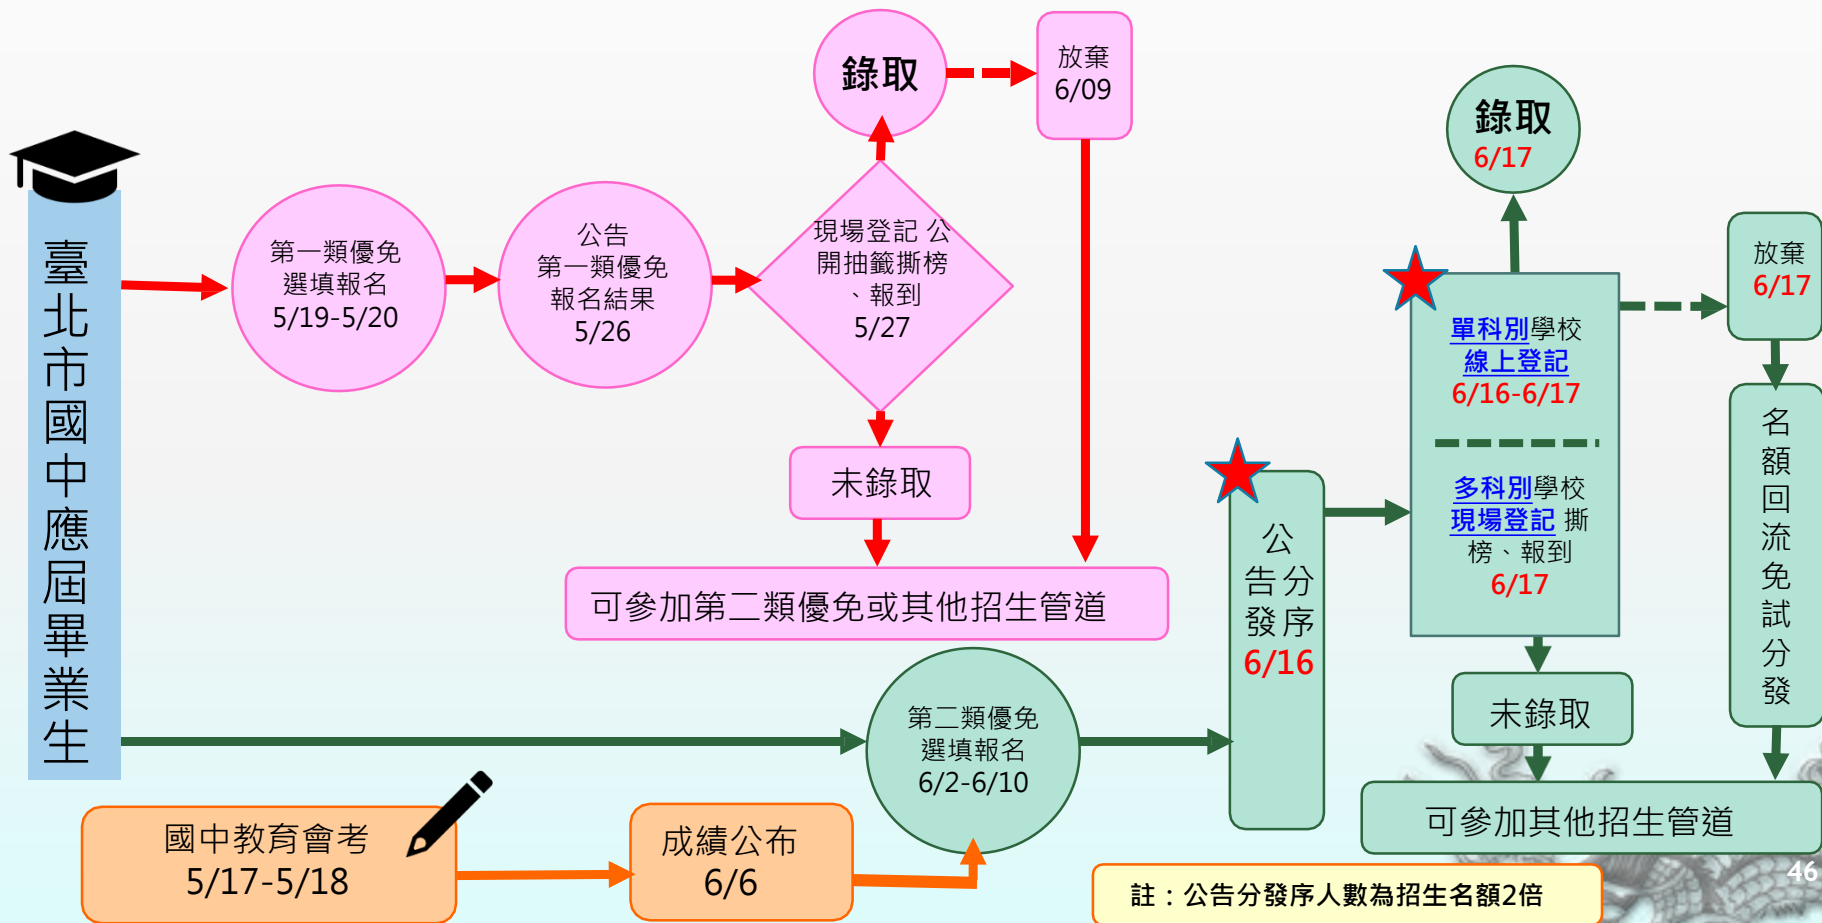 臺北市國中應屆畢業生
第一類優免
選填報名
5/19-5/20
公告
第一類優免
報名結果
5/26
現場登記 公
開抽籤撕榜
、報到
5/27
錄取
放棄
6/09
未錄取
可參加第二類優免或其他招生管道
國中教育會考
5/17-5/18
成績公布
6/6
第二類優免
選填報名
6/2-6/10
公告分發序
6/16
單科別學校
線上登記
6/16-6/17
多科別學校
現場登記 撕
榜、報到
6/17
錄取
6/17
放棄
6/17
名額回流免試分發
未錄取
可參加其他招生管道
註：公告分發序人數為招生名額2倍
46